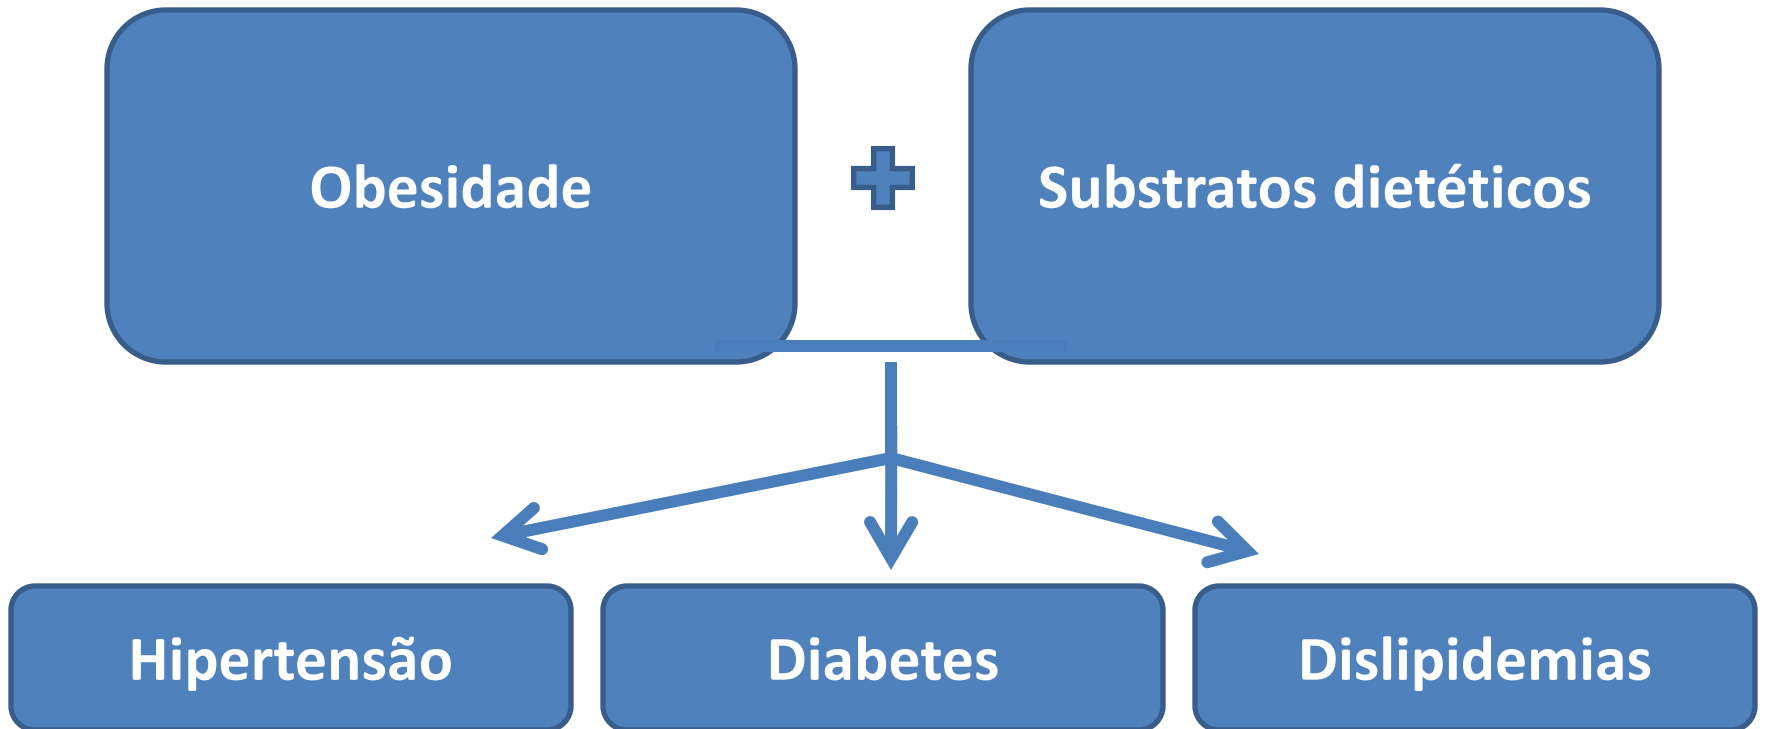 Obesidade
Substratos dietéticos
Hipertensão
Diabetes
Dislipidemias